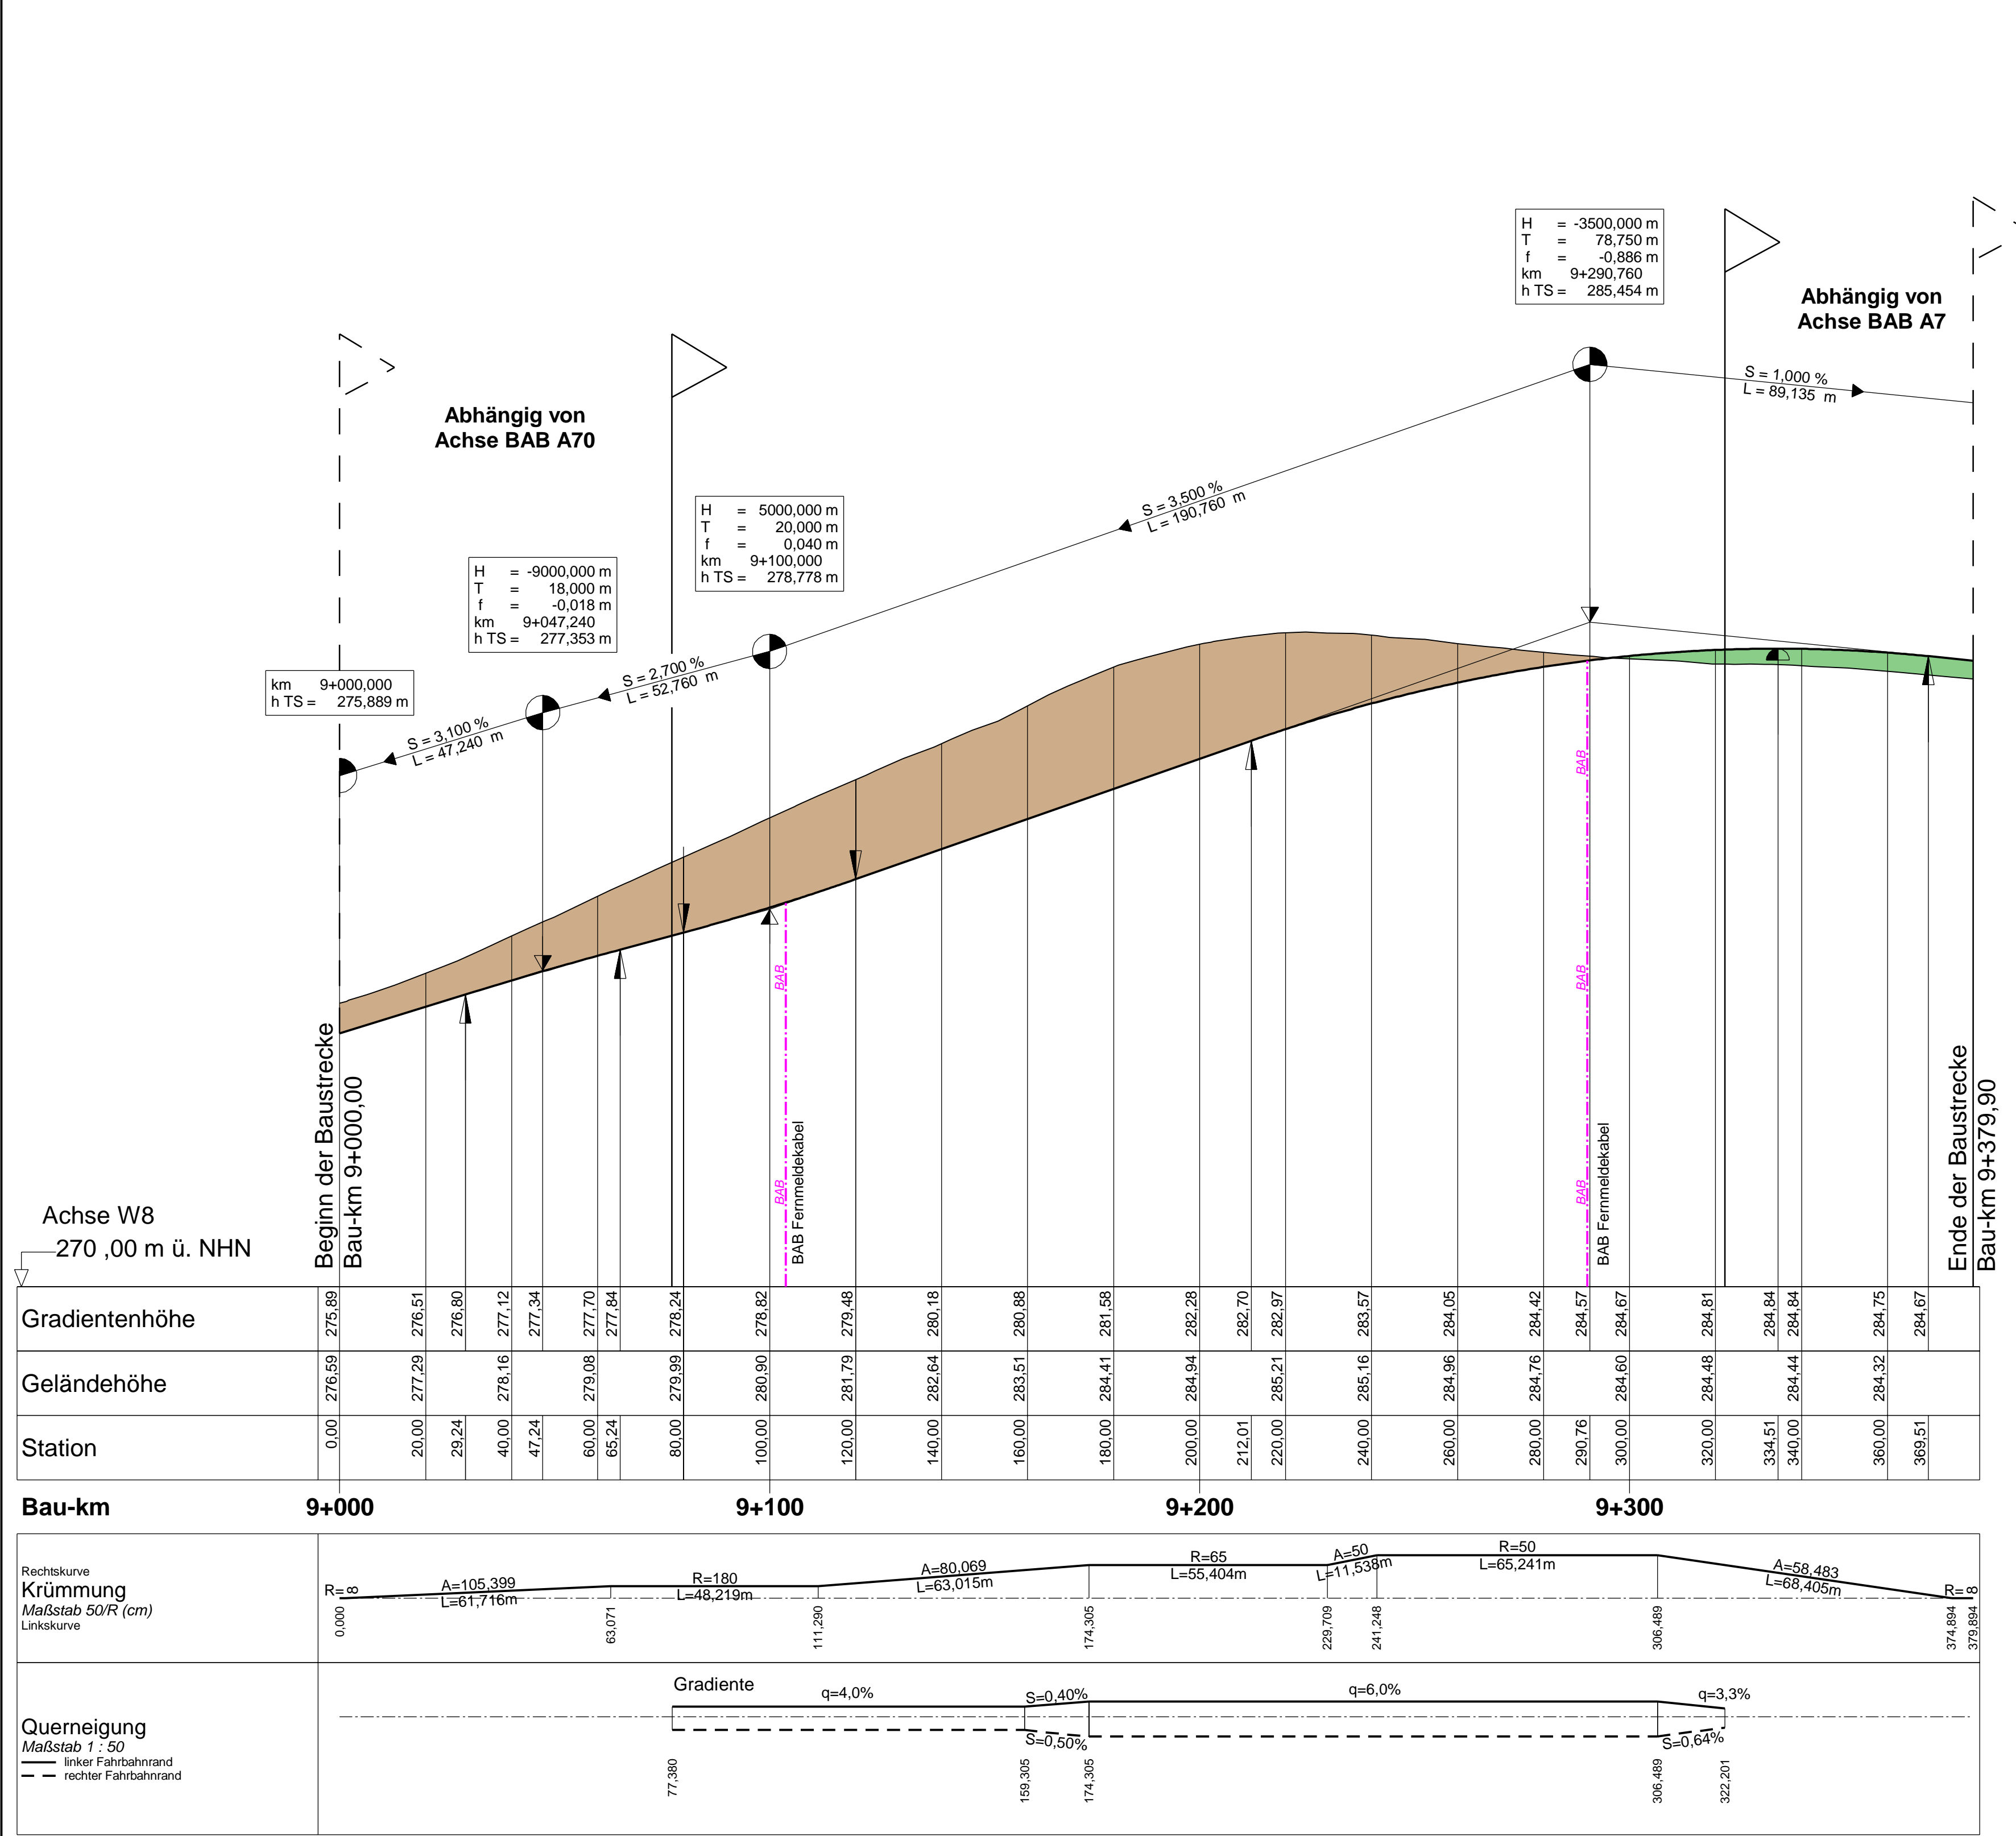 H = -3500,000 m
T = 78,750 m
f = -0,886 m
km 9+290,760
h TS = 285,454 m
Abhängig von
Achse BAB A7
S = 1,000 %
L = 89,135 m
Abhängig von
Achse BAB A70
S = 3,500 %
L = 190,760 m
H = 5000,000 m
T = 20,000 m
f = 0,040 m
km 9+100,000
h TS = 278,778 m
H = -9000,000 m
T = 18,000 m
f = -0,018 m
km 9+047,240
h TS = 277,353 m
S = 2,700 %
L = 52,760 m
km 9+000,000
h TS = 275,889 m
S = 3,100 %
L = 47,240 m
BAB
BAB
BAB
BAB
BAB
Beginn der Baustrecke
Bau-km 9+000,00
BAB Fernmeldekabel
BAB Fernmeldekabel
Ende der Baustrecke
Bau-km 9+379,90
Achse W8
270 ,00 m ü. NHN
Gradientenhöhe 275,89 276,51 276,80 277,12 277,34 277,70 277,84 278,24 278,82 279,48 280,18 280,88 281,58 282,28 282,70 282,97 283,57 284,05 284,42 284,57 284,67 284,81 284,84 284,84 284,75 284,67
Geländehöhe 276,59 277,29 278,16 279,08 279,99 280,90 281,79 282,64 283,51 284,41 284,94 285,21 285,16 284,96 284,76 284,60 284,48 284,44 284,32
Station 0,00 20,00 29,24 40,00 47,24 60,00 65,24 80,00 100,00 120,00 140,00 160,00 180,00 200,00 212,01 220,00 240,00 260,00 280,00 290,76 300,00 320,00 334,51 340,00 360,00 369,51
Bau-km 9+000 9+100 9+200 9+300
Rechtskurve
Krümmung
Maßstab 50/R (cm)
Linkskurve
R=∞
A=105,399
L=61,716m
R=180
L=48,219m
A=80,069
L=63,015m
R=65
L=55,404m
A=50
L=11,538m
R=50
L=65,241m
A=58,483
L=68,405m
R=∞
0,000 63,071 111,290 174,305 229,709 241,248 306,489 374,894 379,894
Querneigung
Maßstab 1 : 50
linker Fahrbahnrand
rechter Fahrbahnrand
Gradiente
q=4,0%
S=0,40%
S=0,50%
q=6,0%
q=3,3%
S=0,64%
77,380 159,305 174,305 306,489 322,201